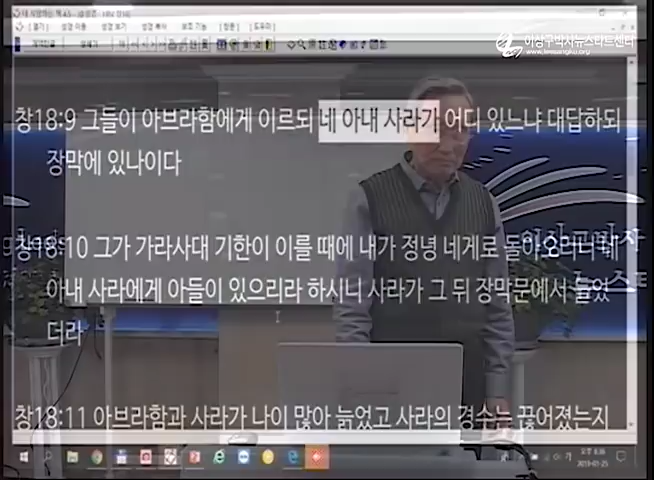 이상구박사뉴스타트센터
www.leesangku.org
창18:9 그들이 아브라함에게 이르되 네 아내 사라가 어디 있느냐 대답하되
장막에 있나이다
창18:10 그가 가라사대 기한이 이를 때에 내가 정녕 네게로 돌아오리니 네
아내 사라에게 아들이 있으리라 하시니 사라가 그 뒤 장막문에서 들었
더라
창18:11 아브라함과 사라가 나이 많아 늙었고 사라의 경수는 끊어졌는지
2019-01-25